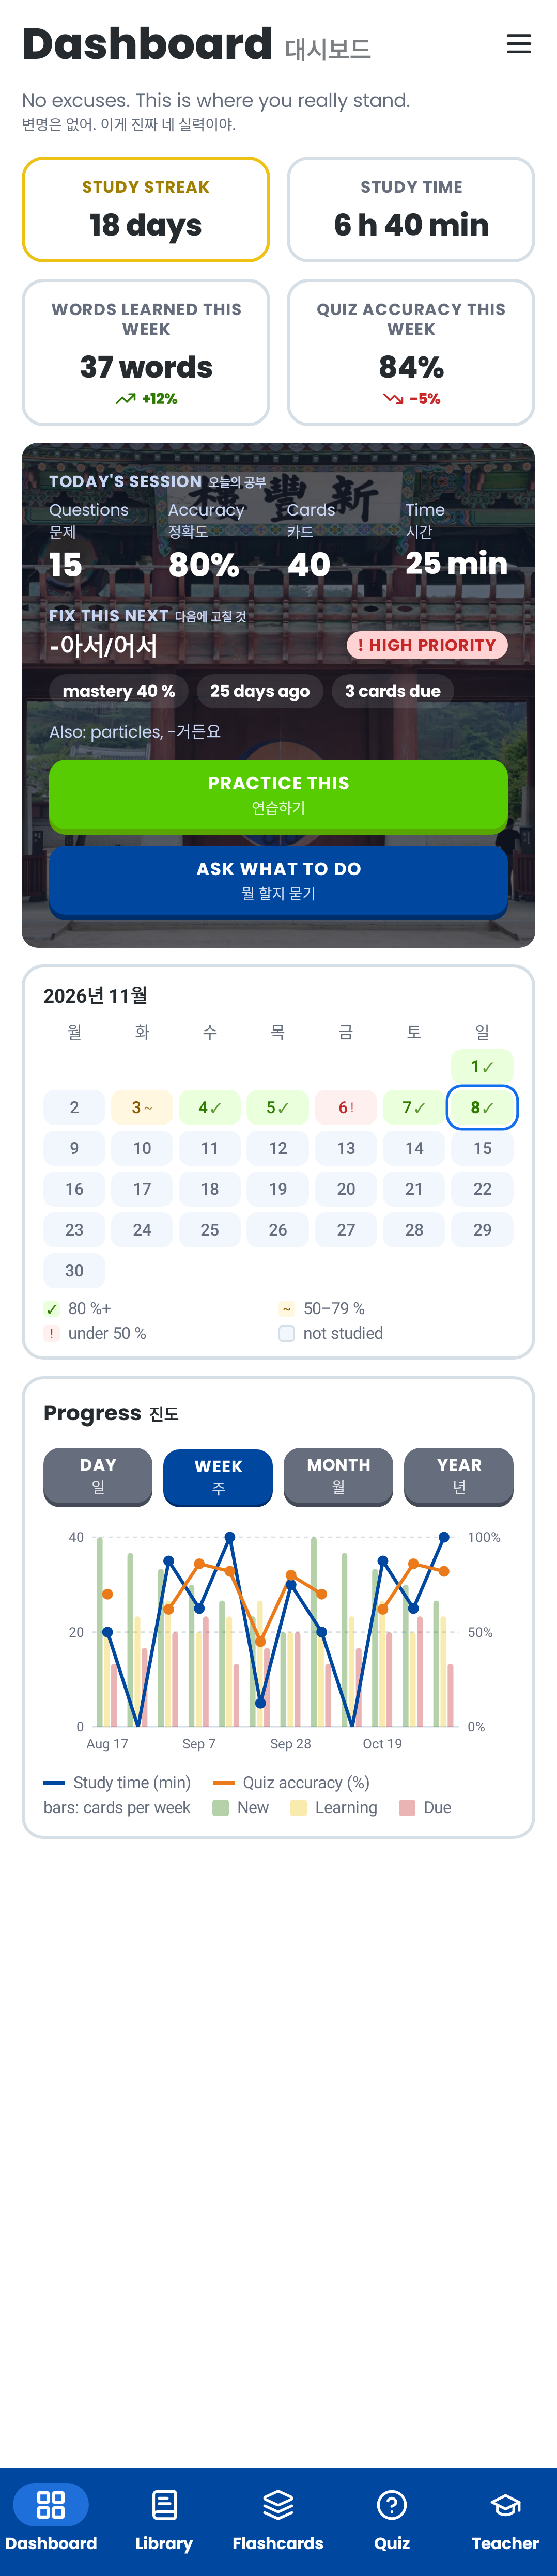 Dashboard 대시보드
No excuses. This is where you really stand.
변명은 없어. 이게 진짜 네 실력이야.
STUDY STREAK
18 days
STUDY TIME
6 h 40 min
WORDS LEARNED THIS WEEK
37 words
+12%
QUIZ ACCURACY THIS WEEK
84%
-5%
TODAY'S SESSION 오늘의 공부
Questions Accuracy Cards Time
문제 정확도 카드 시간
15 80% 40 25 min
FIX THIS NEXT 다음에 고칠 것
-아서/어서 ! HIGH PRIORITY
mastery 40 % 25 days ago 3 cards due
Also: particles, -거든요
PRACTICE THIS
연습하기
ASK WHAT TO DO
뭘 할지 묻기
2026년 11월
월 화 수 목 금 토 일
1✓
2 3~ 4✓ 5✓ 6! 7✓ 8✓
9 10 11 12 13 14 15
16 17 18 19 20 21 22
23 24 25 26 27 28 29
30
✓ 80 %+ ~ 50–79 %
! under 50 % not studied
Progress 진도
DAY WEEK MONTH YEAR
일 주 월 년
40 100%
20 50%
0 0%
Aug 17 Sep 7 Sep 28 Oct 19
Study time (min) Quiz accuracy (%)
bars: cards per week New Learning Due
Dashboard Library Flashcards Quiz Teacher